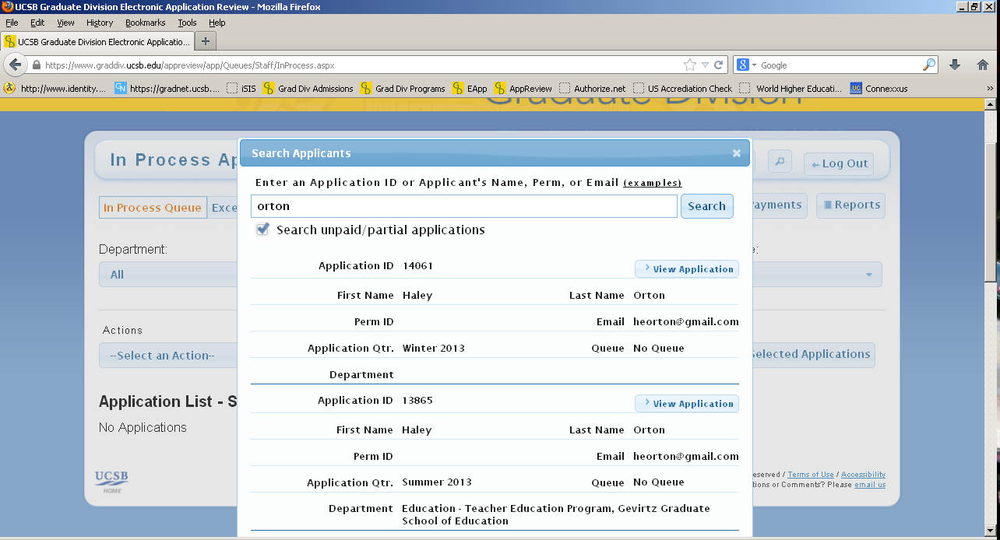 UCSB Graduate Division Electronic Application Review - Mozilla Firefox
File Edit View History Bookmarks Tools Help
UCSB Graduate Division Electronic Applicatio... +
https://www.graddiv.ucsb.edu/appreview/app/Queues/Staff/InProcess.aspx
8 Google
http://www.identity.... GN https://gradnet.ucsb.... iSIS Grad Div Admissions Grad Div Programs EApp AppReview Authorize.net US Accrediation Check World Higher Educati... UC Connexxus »
Graduate Division
In Process Ap
Log Out
Search Applicants
Enter an Application ID or Applicant's Name, Perm, or Email (examples)
orton
Search
Search unpaid/partial applications
In Process Queue Exce
ayments Reports
Department:
All
e:
Actions
--Select an Action--
Selected Applications
Application List - S
No Applications
Application ID 14061 View Application
First Name Haley Last Name Orton
Perm ID Email heorton@gmail.com
Application Qtr. Winter 2013 Queue No Queue
Department
Application ID 13865 View Application
First Name Haley Last Name Orton
Perm ID Email heorton@gmail.com
Application Qtr. Summer 2013 Queue No Queue
Department Education - Teacher Education Program, Gevirtz Graduate
School of Education
UCSB
HOME
eserved / Terms of Use / Accessibility
tions or Comments? Please email us